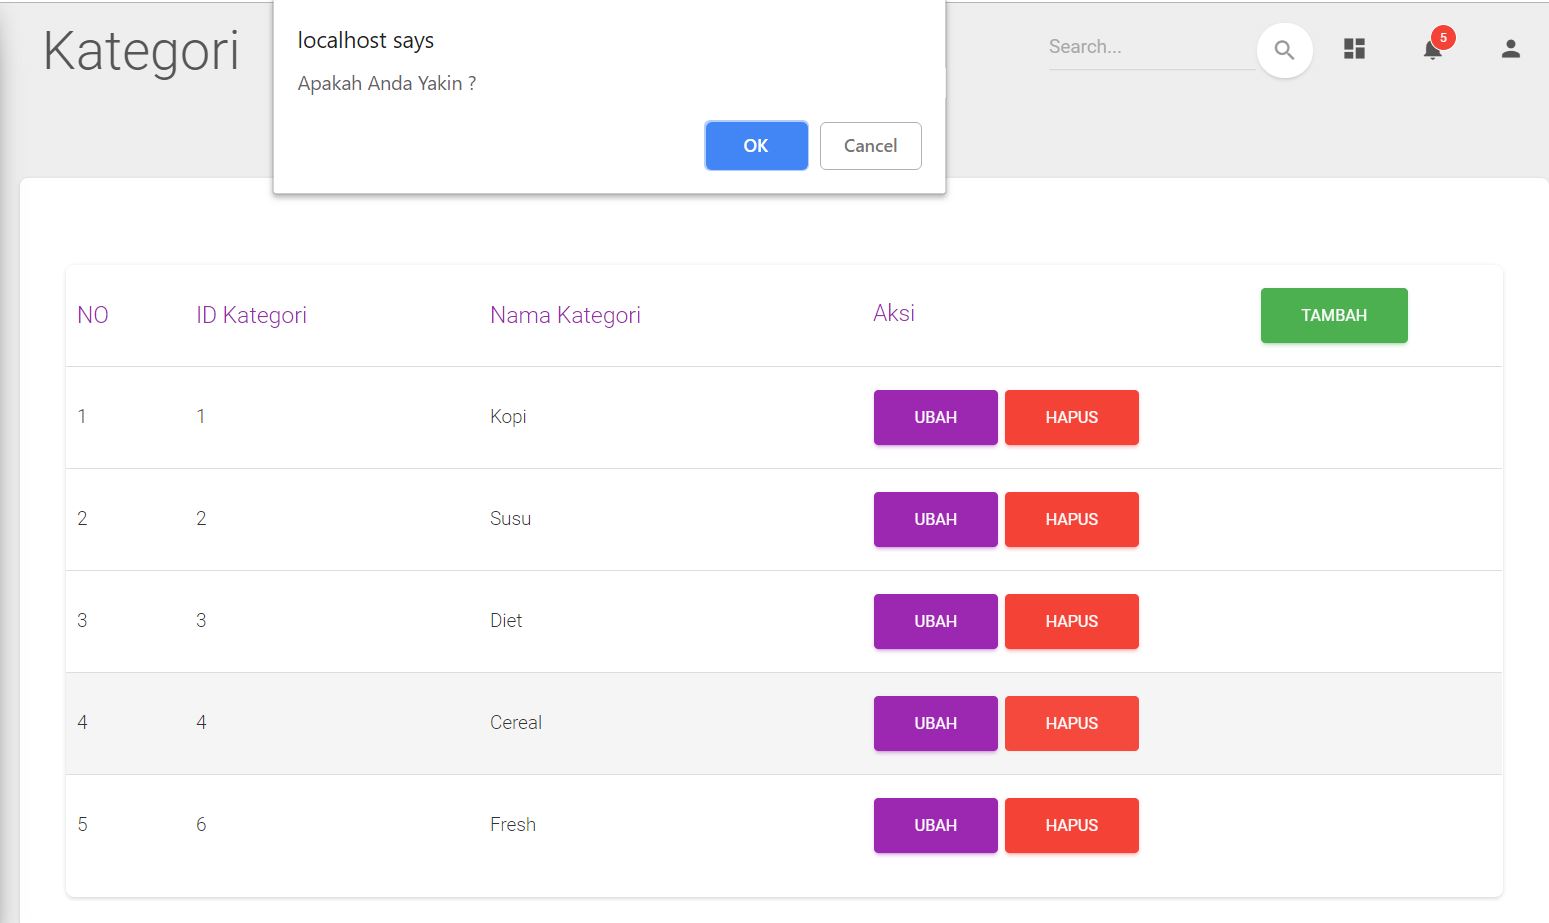 Kategori
localhost says
Apakah Anda Yakin ?
OK Cancel
Search...
5
NO ID Kategori Nama Kategori Aksi TAMBAH
1 1 Kopi UBAH HAPUS
2 2 Susu UBAH HAPUS
3 3 Diet UBAH HAPUS
4 4 Cereal UBAH HAPUS
5 6 Fresh UBAH HAPUS